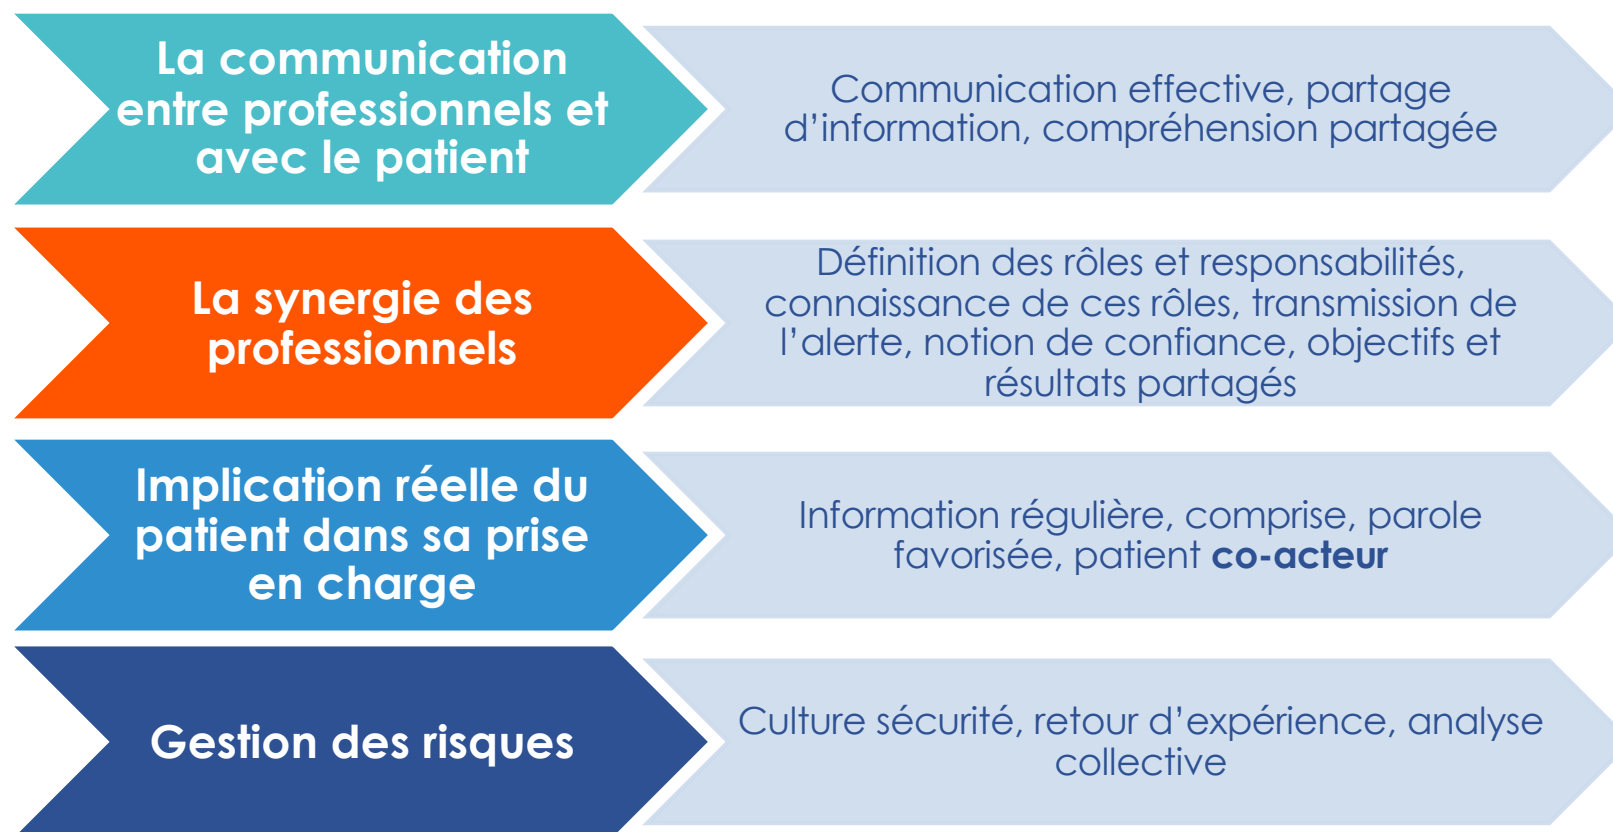 La communication
entre professionnels et
avec le patient
Communication effective, partage
d’information, compréhension partagée
La synergie des
professionnels
Définition des rôles et responsabilités,
connaissance de ces rôles, transmission de
l’alerte, notion de confiance, objectifs et
résultats partagés
Implication réelle du
patient dans sa prise
en charge
Information régulière, comprise, parole
favorisée, patient co-acteur
Gestion des risques
Culture sécurité, retour d’expérience, analyse
collective